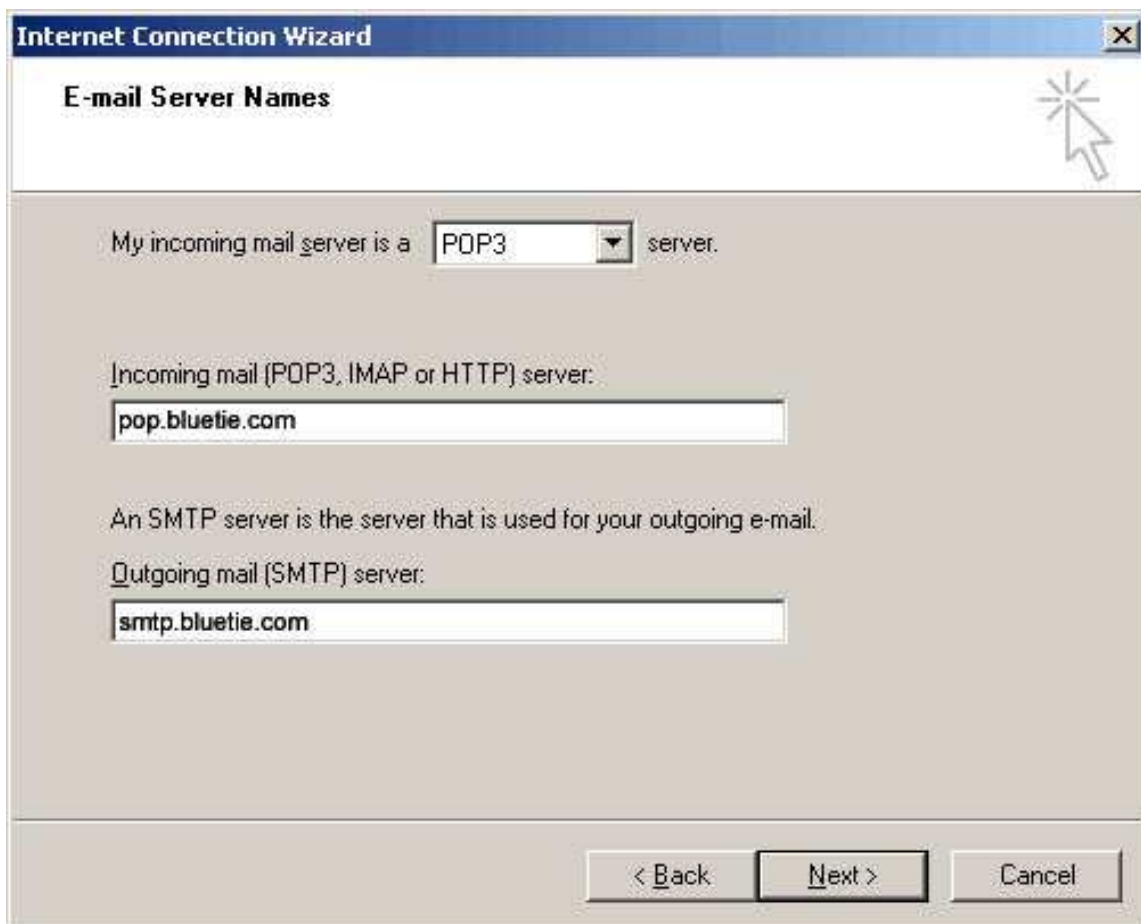 Internet Connection Wizard
E-mail Server Names
My incoming mail server is a POP3 server.
Incoming mail (POP3, IMAP or HTTP) server:
pop.bluetie.com
An SMTP server is the server that is used for your outgoing e-mail.
Outgoing mail (SMTP) server:
smtp.bluetie.com
< Back Next > Cancel